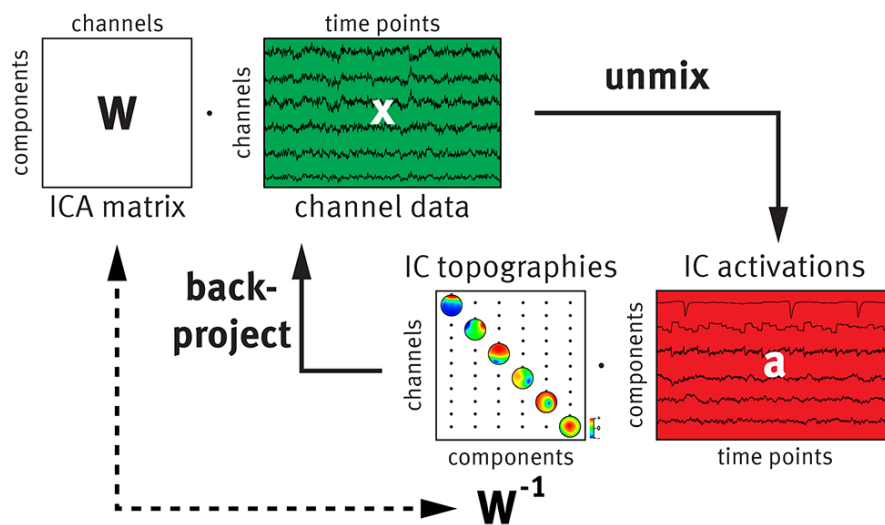 channels
time points
components
W
·
channels
x
unmix
ICA matrix
channel data
back-
project
IC topographies
IC activations
channels
·
components
a
components
time points
W-1